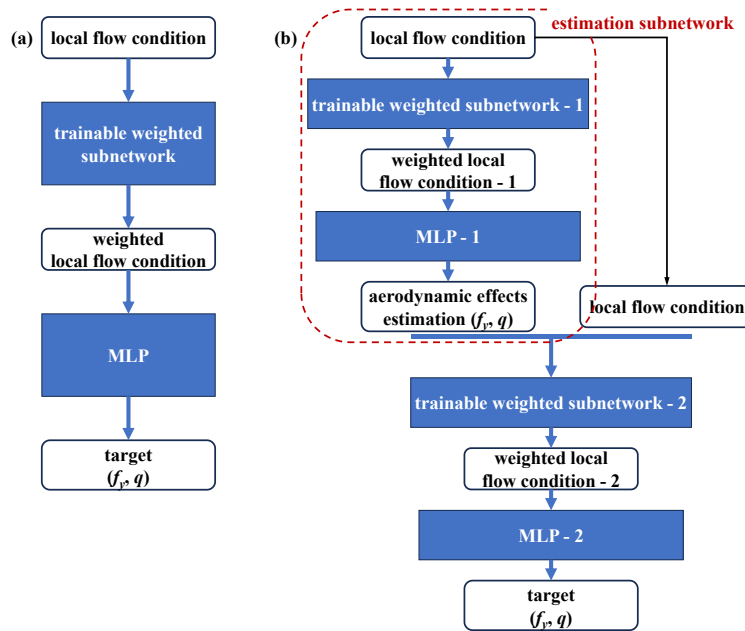 (a)
local flow condition
trainable weighted
subnetwork
weighted
local flow condition
MLP
target
(fy, q)
(b)
estimation subnetwork
local flow condition
trainable weighted subnetwork - 1
weighted local
flow condition - 1
MLP - 1
aerodynamic effects
estimation (fy, q)
local flow condition
trainable weighted subnetwork - 2
weighted local
flow condition - 2
MLP - 2
target
(fy, q)